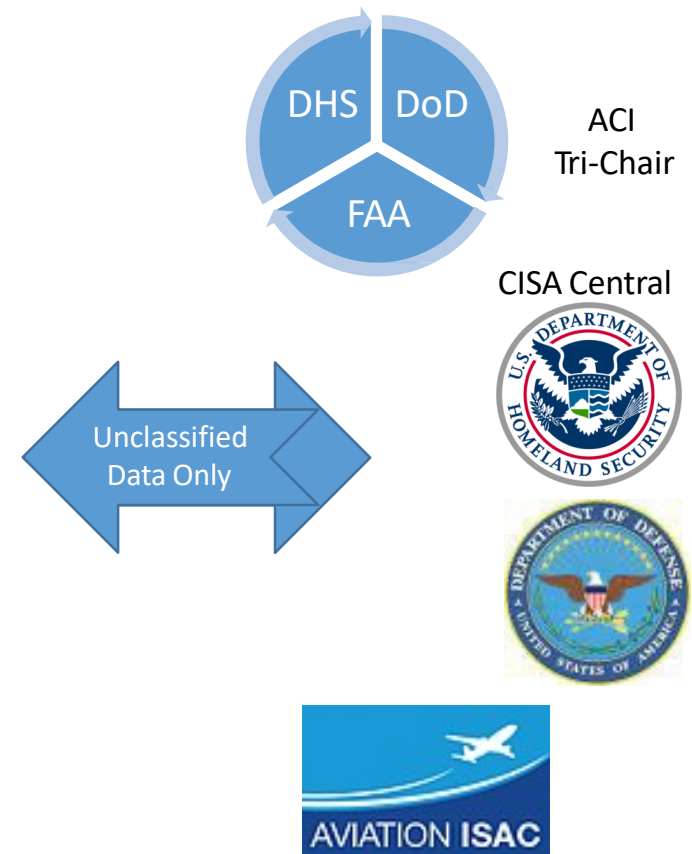 DHS DoD
FAA
ACI
Tri-Chair
CISA Central
U.S. DEPARTMENT OF
HOMELAND SECURITY
Unclassified
Data Only
DEPARTMENT OF DEFENSE
UNITED STATES OF AMERICA
AVIATION ISAC